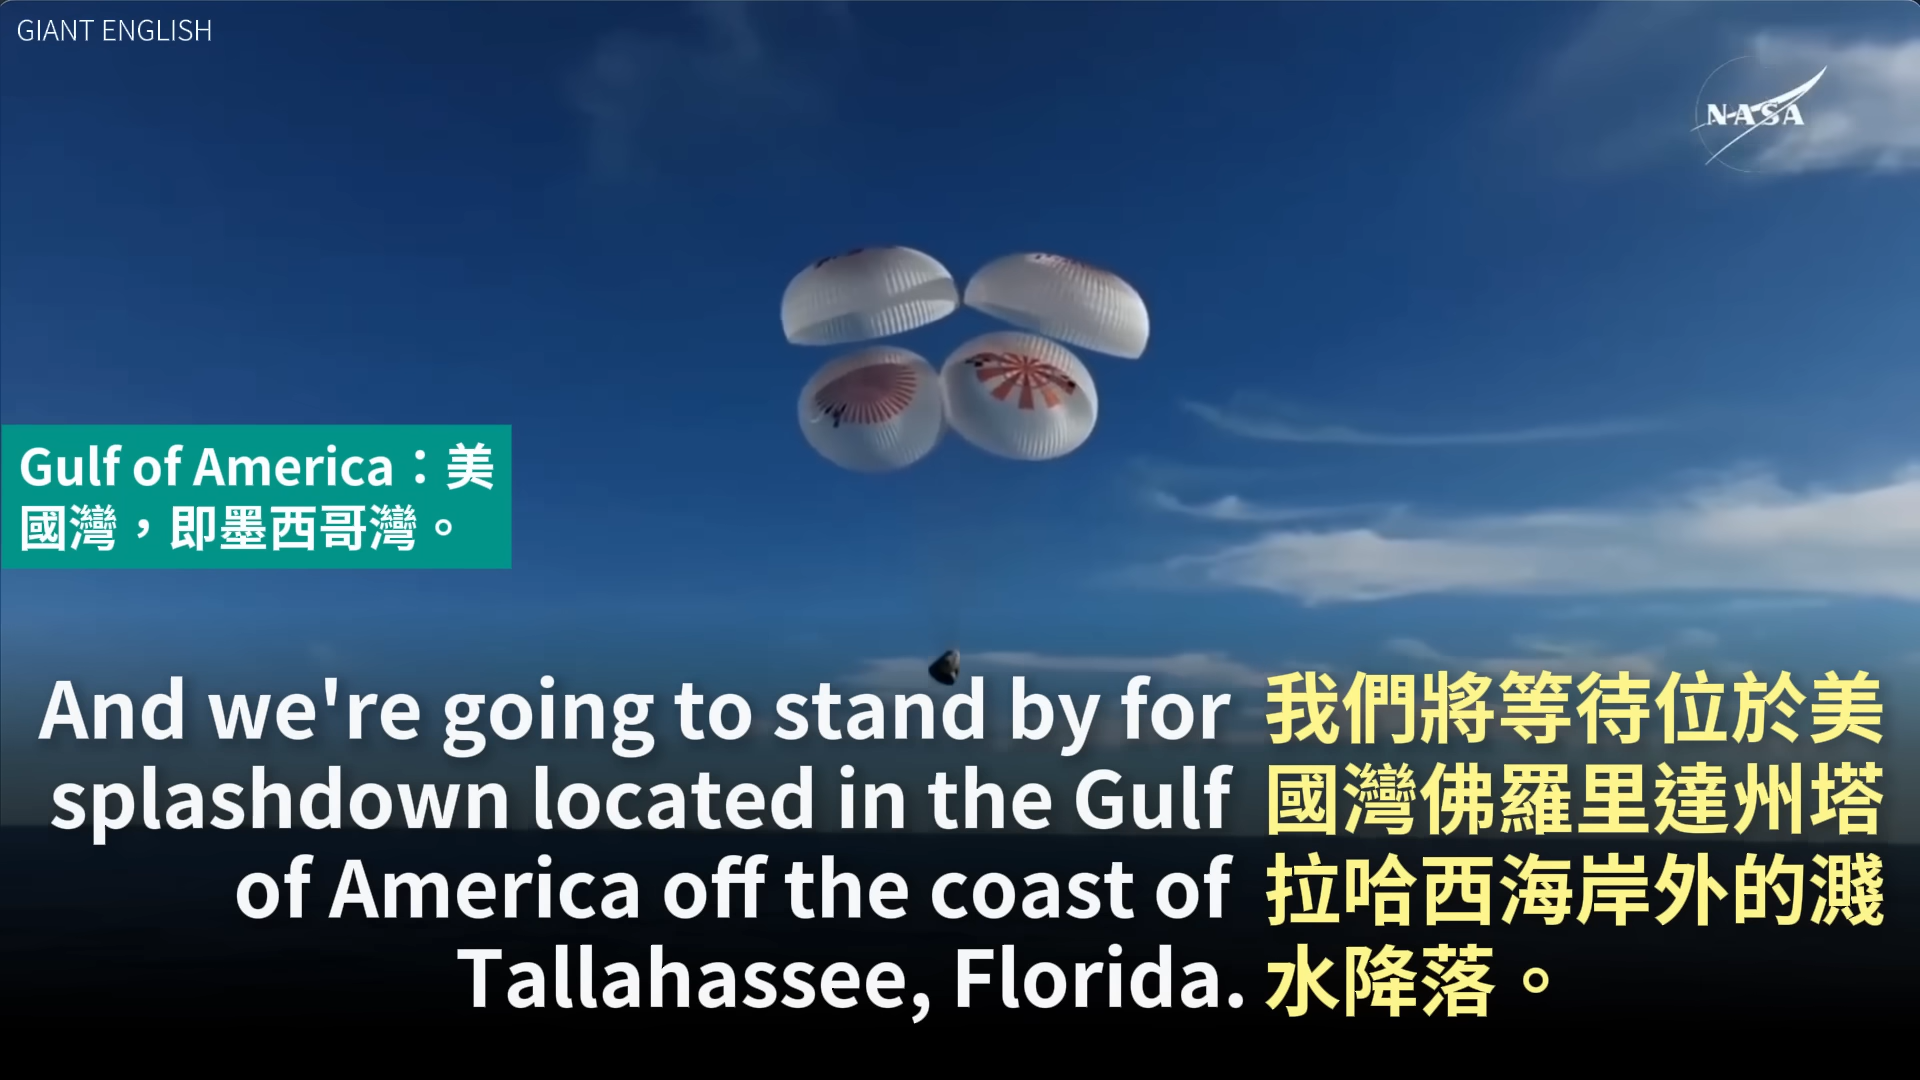 GIANT ENGLISH
NASA
Gulf of America：美
國灣，即墨西哥灣。
And we're going to stand by for
splashdown located in the Gulf
of America off the coast of
Tallahassee, Florida.
我們將等待位於美
國灣佛羅里達州塔
拉哈西海岸外的濺
水降落。